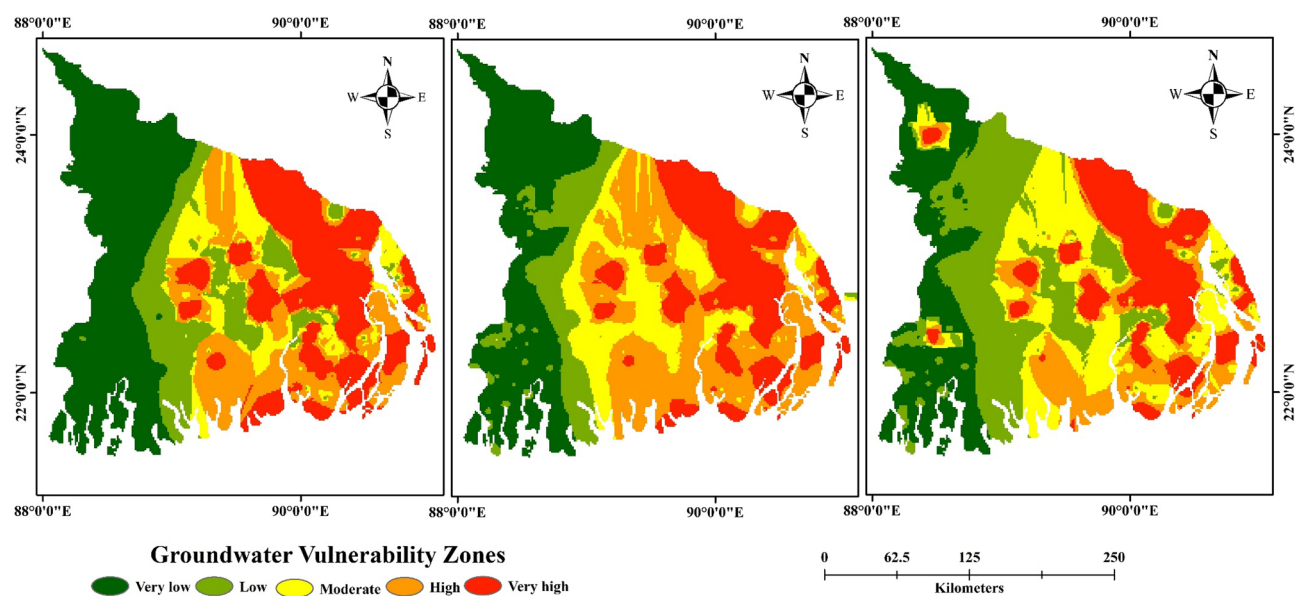 88°0'0"E 90°0'0"E 90°0'0"E 88°0'0"E 90°0'0"E
N N N
W E W E W E
S S S
24°0'0"N 24°0'0"N
22°0'0"N 22°0'0"N
88°0'0"E 90°0'0"E 88°0'0"E 90°0'0"E 88°0'0"E 90°0'0"E
Groundwater Vulnerability Zones
Very low Low Moderate High Very high
0 62.5 125 250
Kilometers